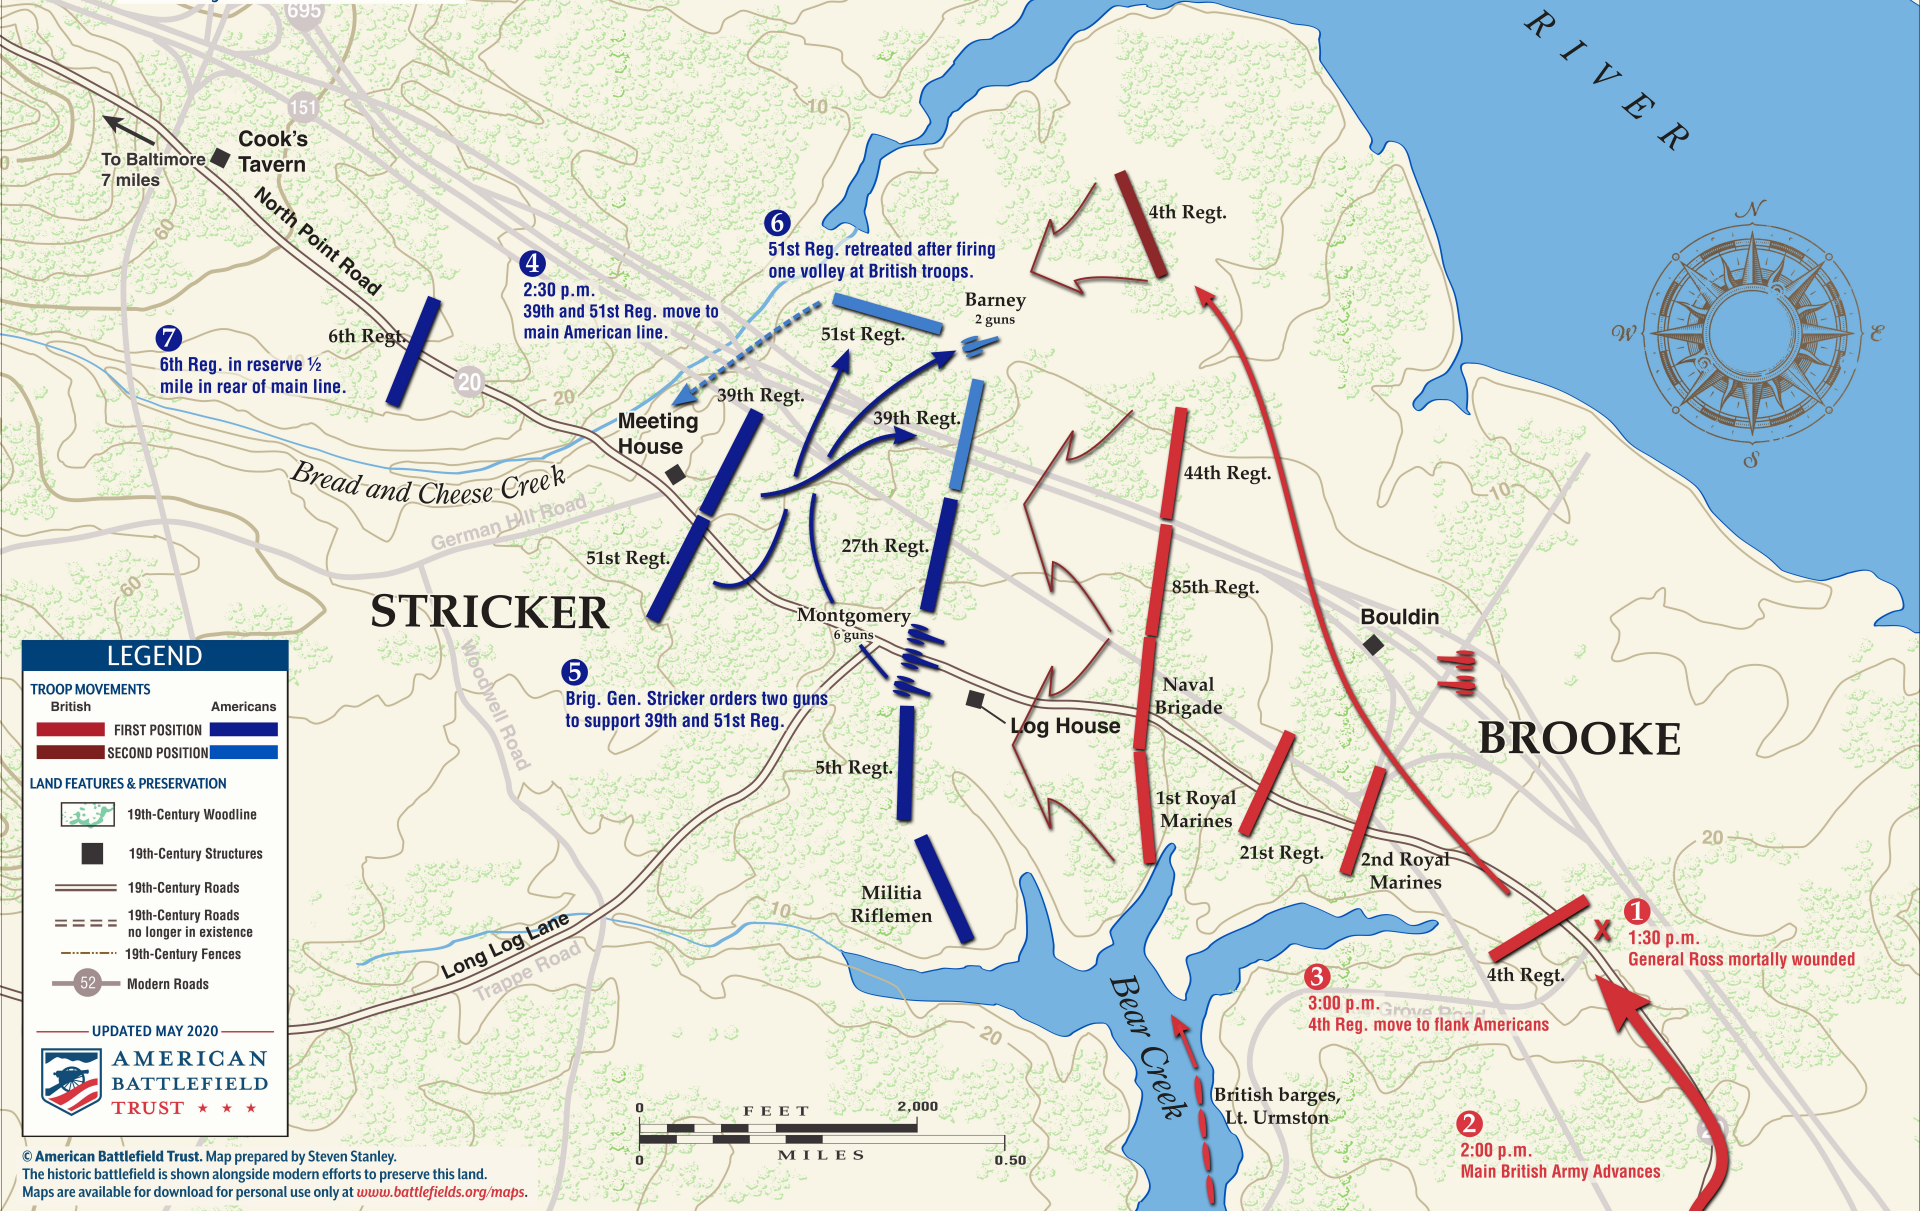 695
151
RIVER
10
To Baltimore
7 miles
Cook's
Tavern
North Point Road
60
4th Regt.
N
W
E
S
6
51st Reg. retreated after firing
one volley at British troops.
4
2:30 p.m.
39th and 51st Reg. move to
main American line.
Barney
2 guns
51st Regt.
7
6th Reg. in reserve ½
mile in rear of main line.
6th Regt.
20
20
39th Regt.
39th Regt.
Meeting
House
Bread and Cheese Creek
German Hill Road
44th Regt.
10
27th Regt.
51st Regt.
85th Regt.
60
STRICKER
Montgomery
6 guns
Bouldin
Woodwell Road
5
Brig. Gen. Stricker orders two guns
to support 39th and 51st Reg.
Naval
Brigade
Log House
BROOKE
5th Regt.
1st Royal
Marines
21st Regt.
2nd Royal
Marines
20
Militia
Riflemen
10
Long Log Lane
Trappe Road
1
1:30 p.m.
General Ross mortally wounded
X
4th Regt.
3
3:00 p.m.
4th Reg. move to flank Americans
Grove Road
20
Bear Creek
British barges,
Lt. Urmston
2
2:00 p.m.
Main British Army Advances
LEGEND
TROOP MOVEMENTS
British Americans
FIRST POSITION
SECOND POSITION
LAND FEATURES & PRESERVATION
19th-Century Woodline
19th-Century Structures
19th-Century Roads
19th-Century Roads
no longer in existence
19th-Century Fences
52 Modern Roads
UPDATED MAY 2020
AMERICAN
BATTLEFIELD
TRUST
0 FEET 2,000
0 MILES 0.50
© American Battlefield Trust. Map prepared by Steven Stanley.
The historic battlefield is shown alongside modern efforts to preserve this land.
Maps are available for download for personal use only at www.battlefields.org/maps.